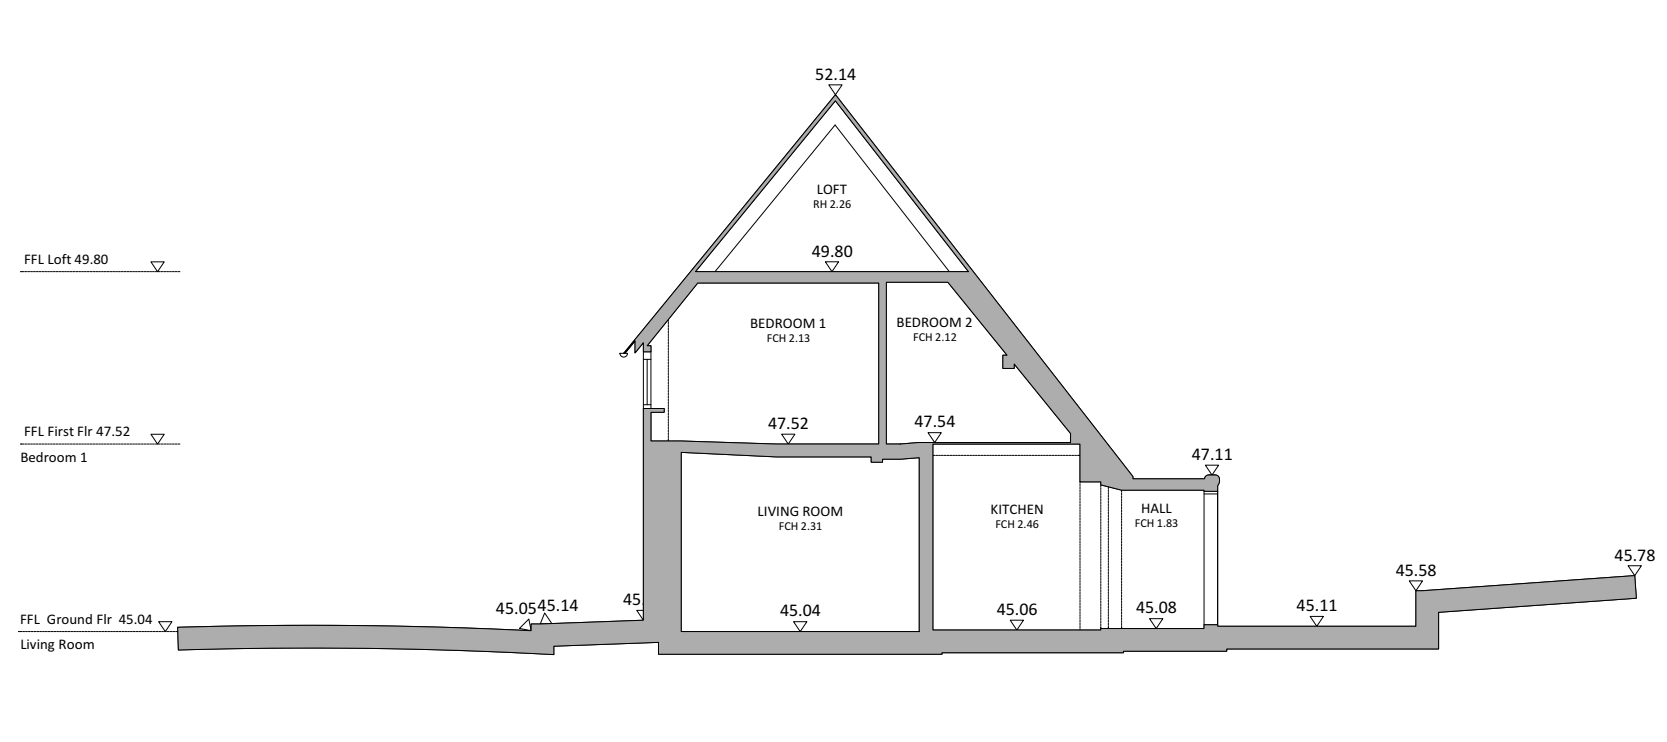 52.14
LOFT
RH 2.26
49.80
FFL Loft 49.80
BEDROOM 1
FCH 2.13
BEDROOM 2
FCH 2.12
47.52
47.54
FFL First Flr 47.52
Bedroom 1
47.11
LIVING ROOM
FCH 2.31
KITCHEN
FCH 2.46
HALL
FCH 1.83
45.78
45.58
45.05
45.14
45.
45.04
45.06
45.08
45.11
FFL Ground Flr 45.04
Living Room